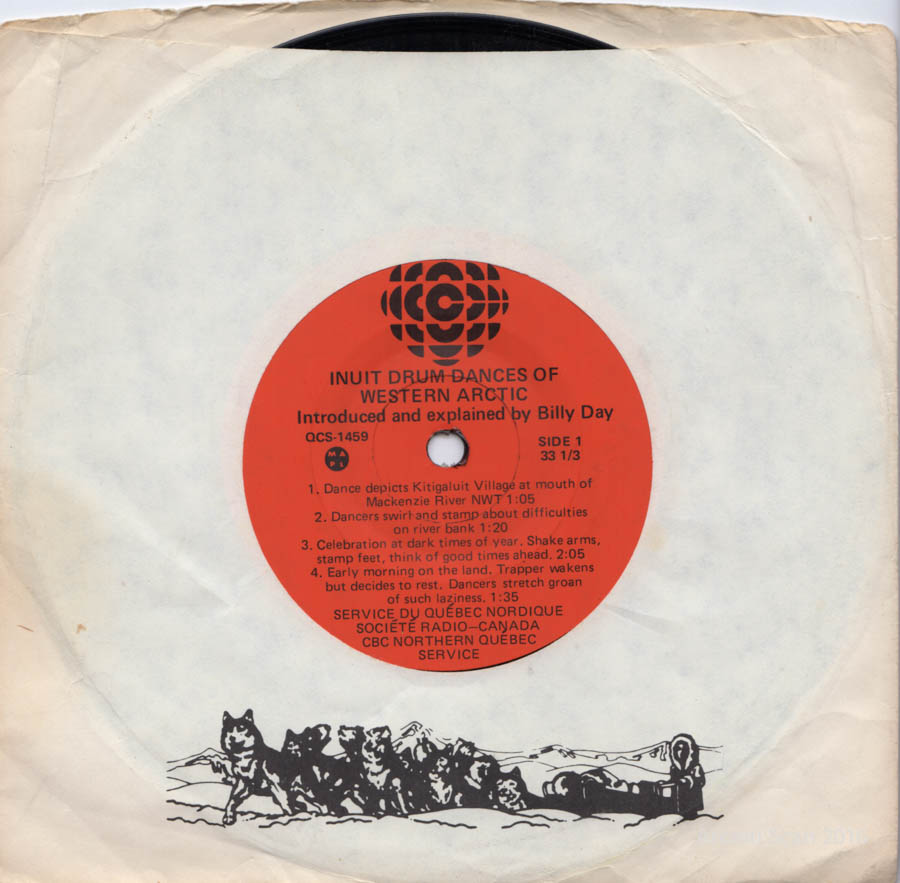 INUIT DRUM DANCES OF
WESTERN ARCTIC
Introduced and explained by Billy Day
QCS-1459
SIDE 1
33 1/3
M A
P L
1. Dance depicts Kitigaluit Village at mouth of
Mackenzie River NWT 1:05
2. Dancers swirl and stamp about difficulties
on river bank 1:20
3. Celebration at dark times of year. Shake arms,
stamp feet, think of good times ahead. 2:05
4. Early morning on the land. Trapper wakens
but decides to rest. Dancers stretch groan
of such laziness. 1:35
SERVICE DU QUÉBEC NORDIQUE
SOCIÉTÉ RADIO-CANADA
CBC NORTHERN QUÉBEC
SERVICE